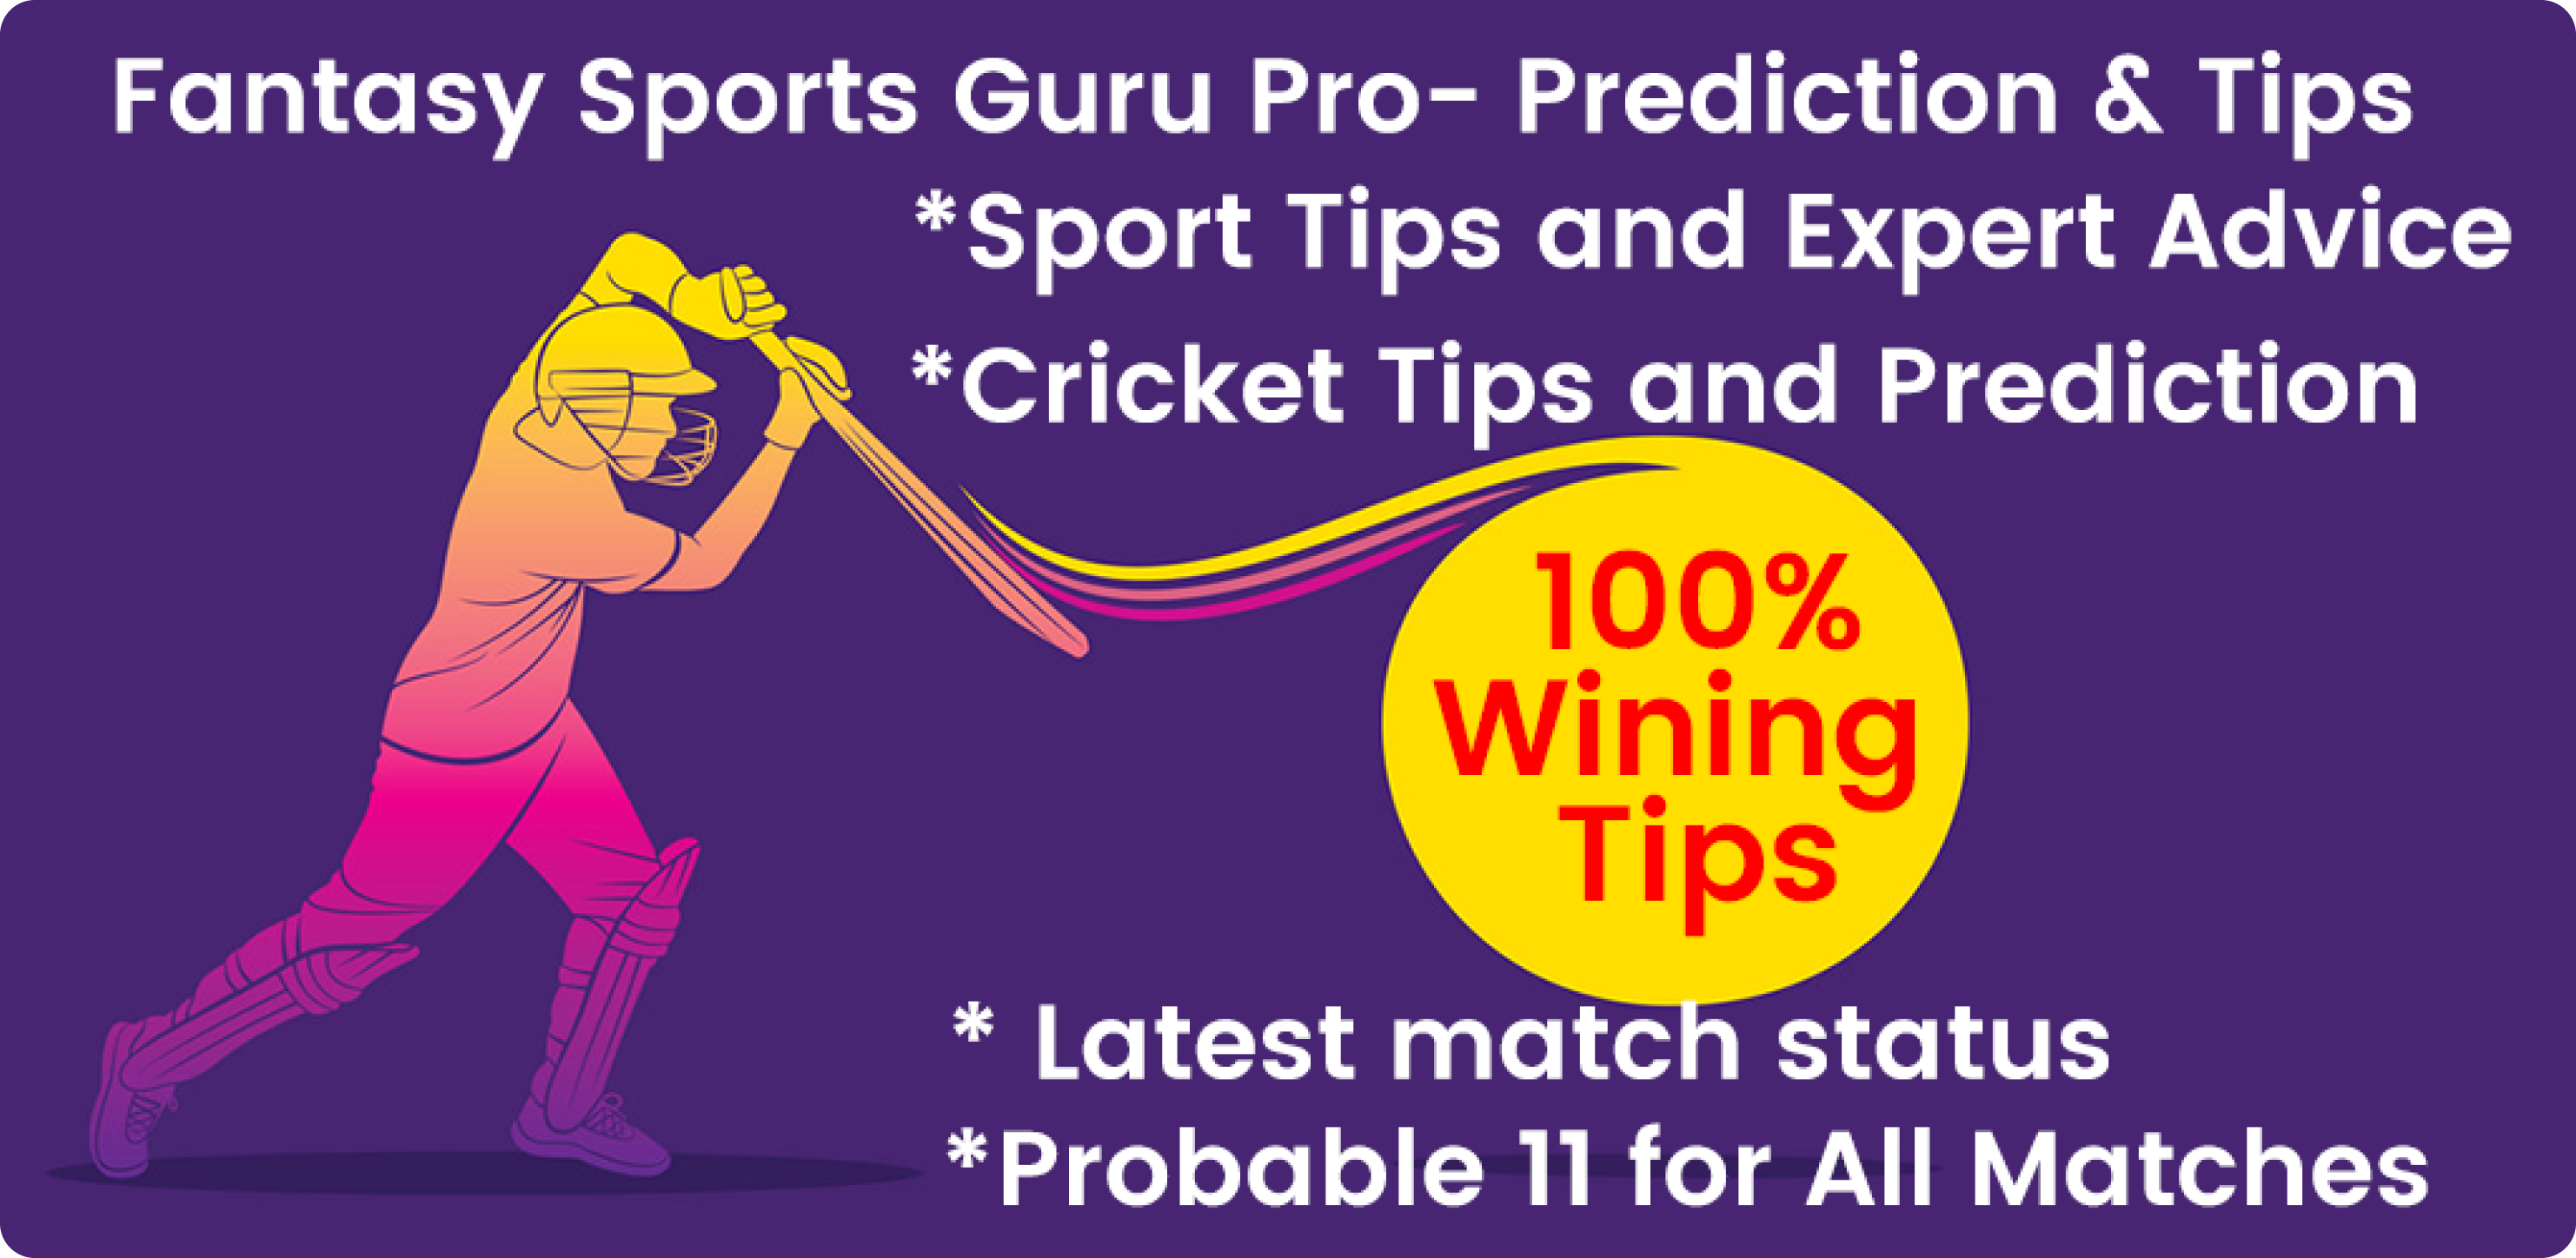 Fantasy Sports Guru Pro- Prediction & Tips
*Sport Tips and Expert Advice
*Cricket Tips and Prediction
100%
Wining
Tips
* Latest match status
*Probable 11 for All Matches